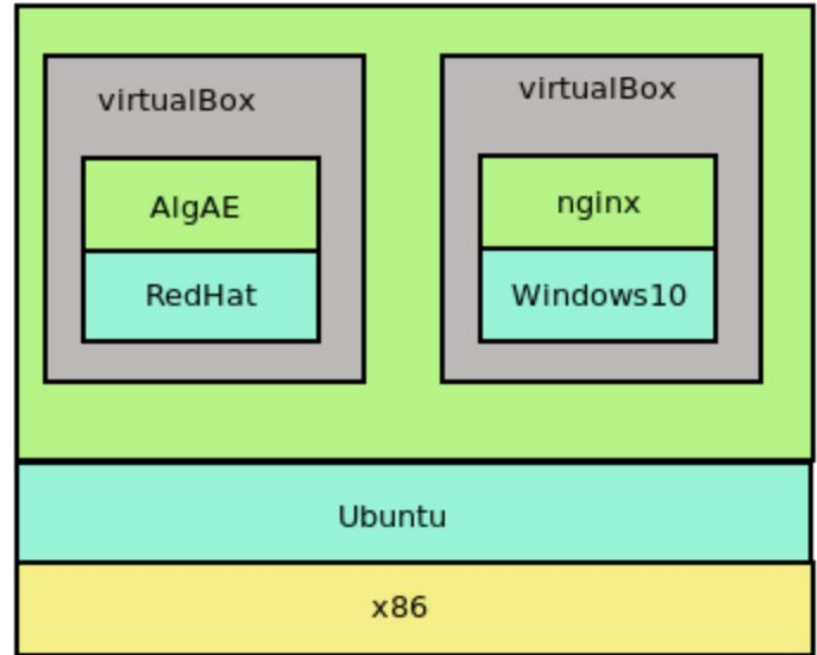 virtualBox
AlgAE
RedHat
virtualBox
nginx
Windows10
Ubuntu
x86